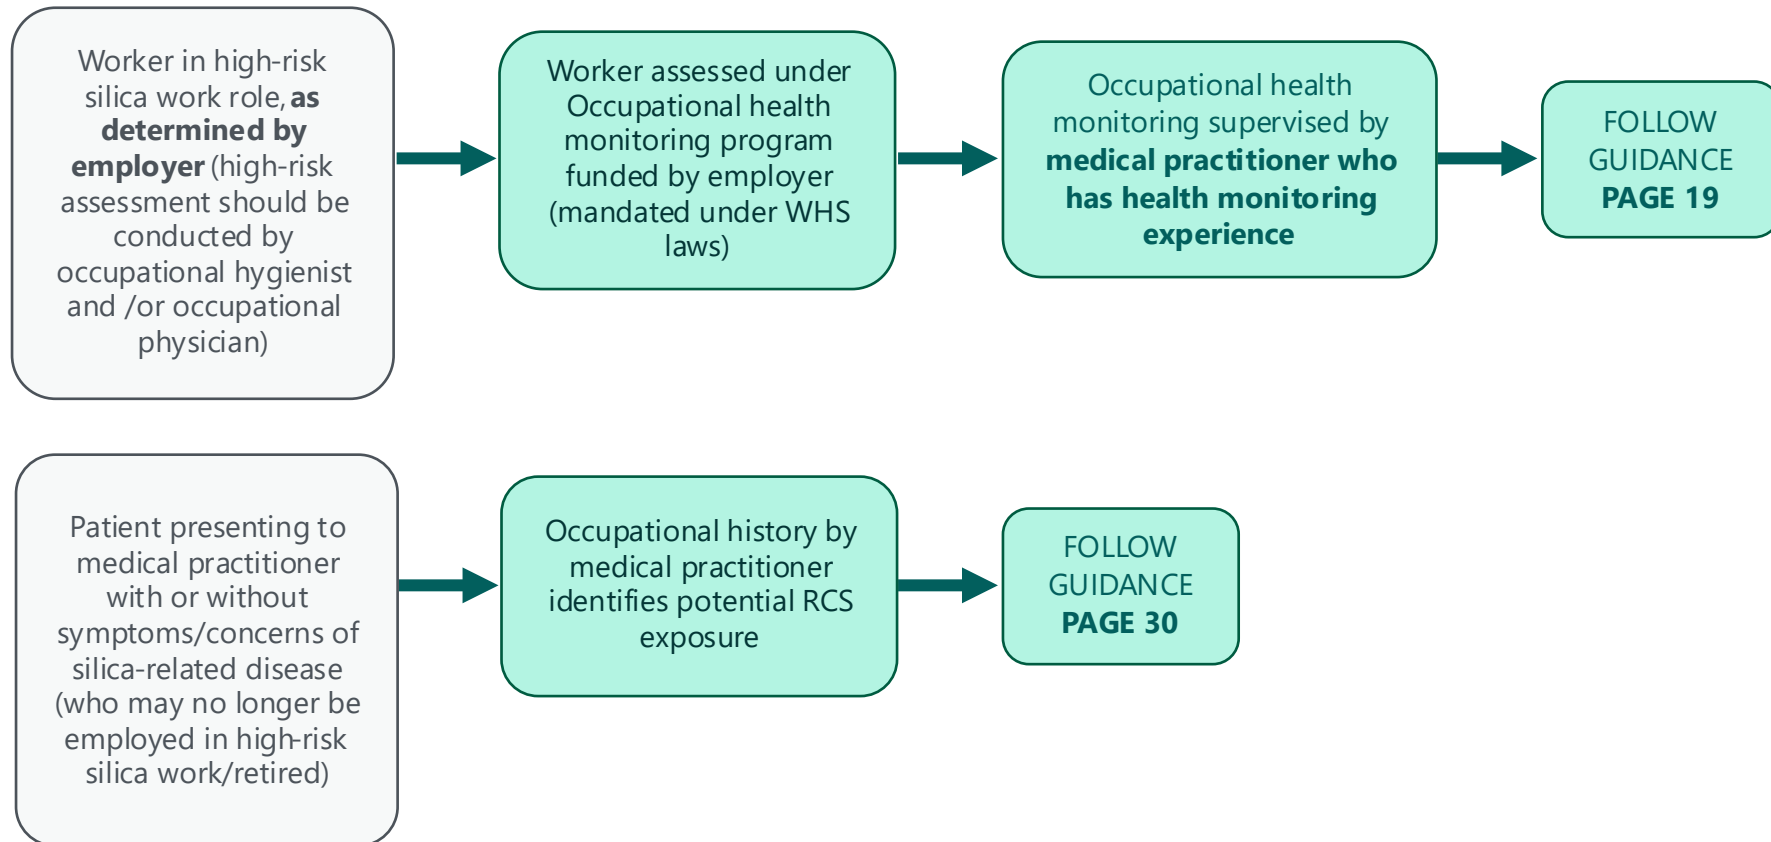 Worker in high-risk
silica work role, as
determined by
employer (high-risk
assessment should be
conducted by
occupational hygienist
and /or occupational
physician)
Worker assessed under
Occupational health
monitoring program
funded by employer
(mandated under WHS
laws)
Occupational health
monitoring supervised by
medical practitioner who
has health monitoring
experience
FOLLOW
GUIDANCE
PAGE 19
Patient presenting to
medical practitioner
with or without
symptoms/concerns of
silica-related disease
(who may no longer be
employed in high-risk
silica work/retired)
Occupational history by
medical practitioner
identifies potential RCS
exposure
FOLLOW
GUIDANCE
PAGE 30